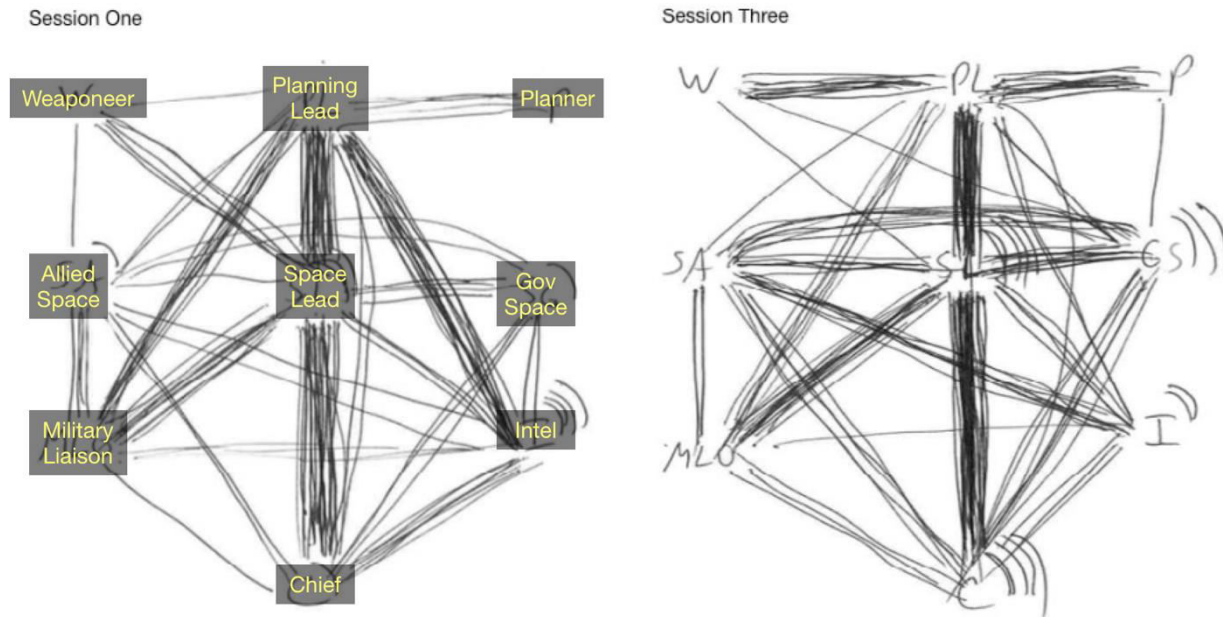 Session One
Weaponeer
Planning
Lead
Planner
Allied
Space
Space
Lead
Gov
Space
Military
Liaison
Intel
Chief
Session Three
W
PL
P
SA
SL
GS
MLO
I
C